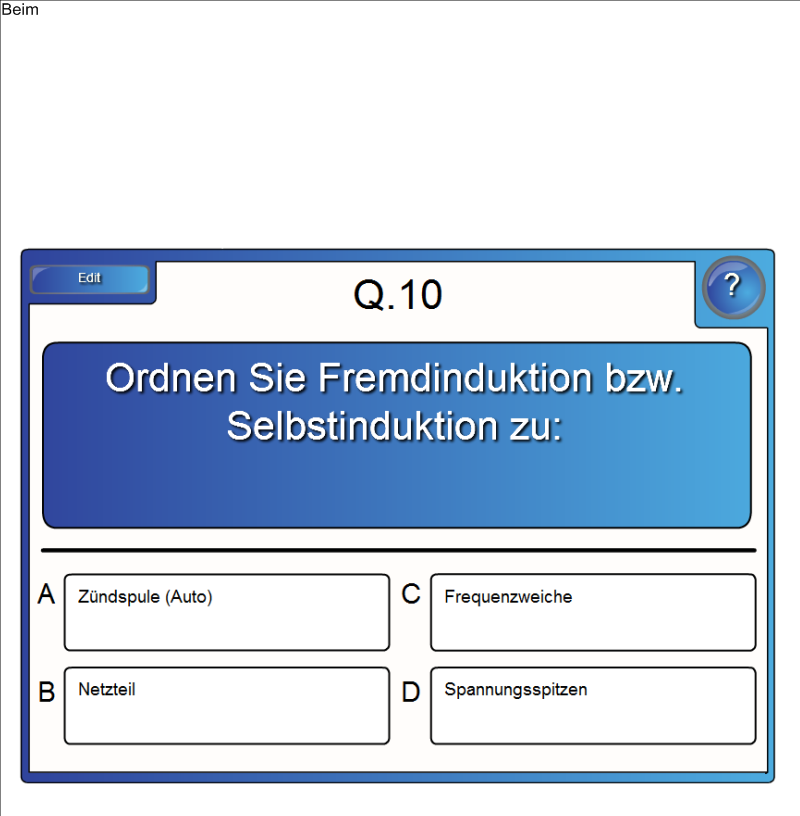 Beim
Edit
Q.10
?
Ordnen Sie Fremdinduktion bzw.
Selbstinduktion zu:
A
Zündspule (Auto)
C
Frequenzweiche
B
Netzteil
D
Spannungsspitzen